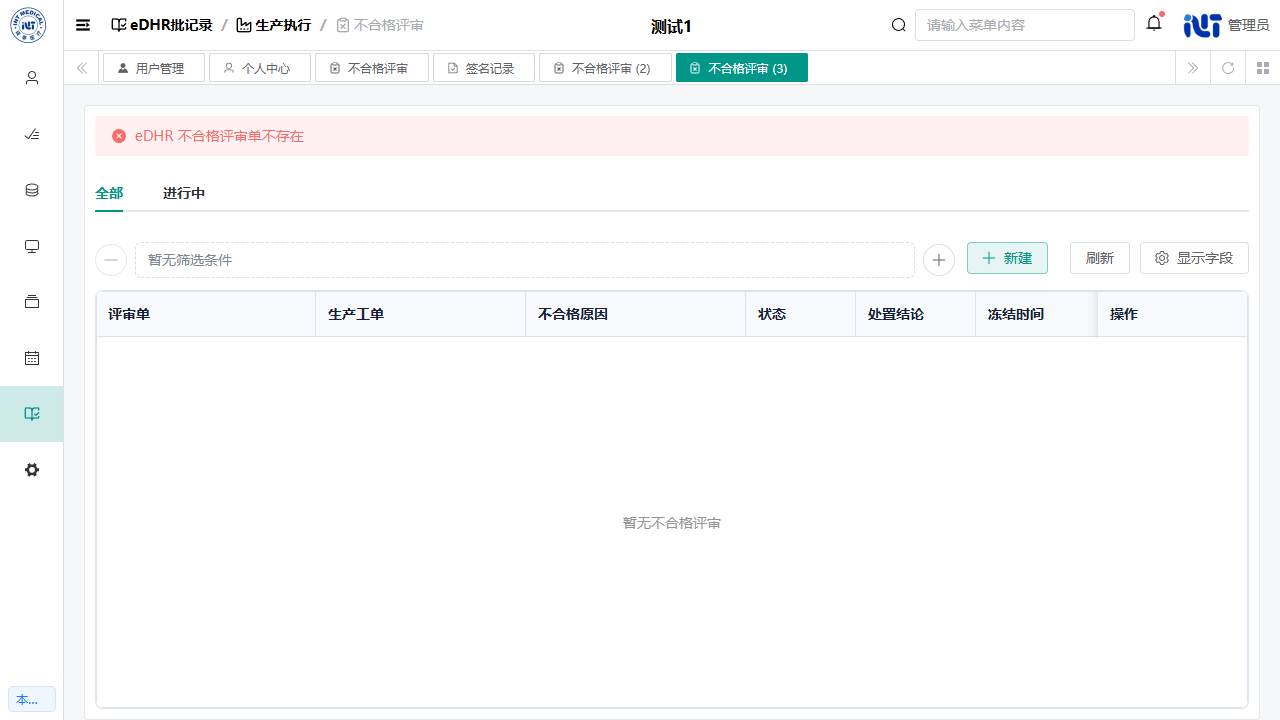 INT MEDICAL
iNT
eDHR批记录 / 生产执行 / 不合格评审
测试1
请输入菜单内容
iNT
管理员
用户管理
个人中心
不合格评审
签名记录
不合格评审 (2)
不合格评审 (3)
eDHR 不合格评审单不存在
全部
进行中
暂无筛选条件
新建
刷新
显示字段
评审单
生产工单
不合格原因
状态
处置结论
冻结时间
操作
暂无不合格评审
本...